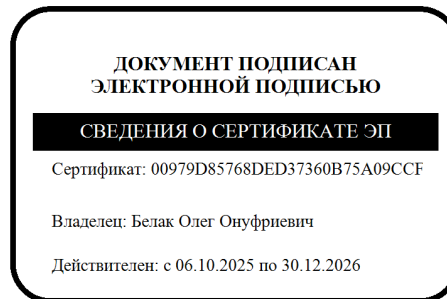 ДОКУМЕНТ ПОДПИСАН
ЭЛЕКТРОННОЙ ПОДПИСЬЮ
СВЕДЕНИЯ О СЕРТИФИКАТЕ ЭП
Сертификат: 00979D85768DED37360B75A09CCF
Владелец: Белак Олег Онуфриевич
Действителен: с 06.10.2025 по 30.12.2026